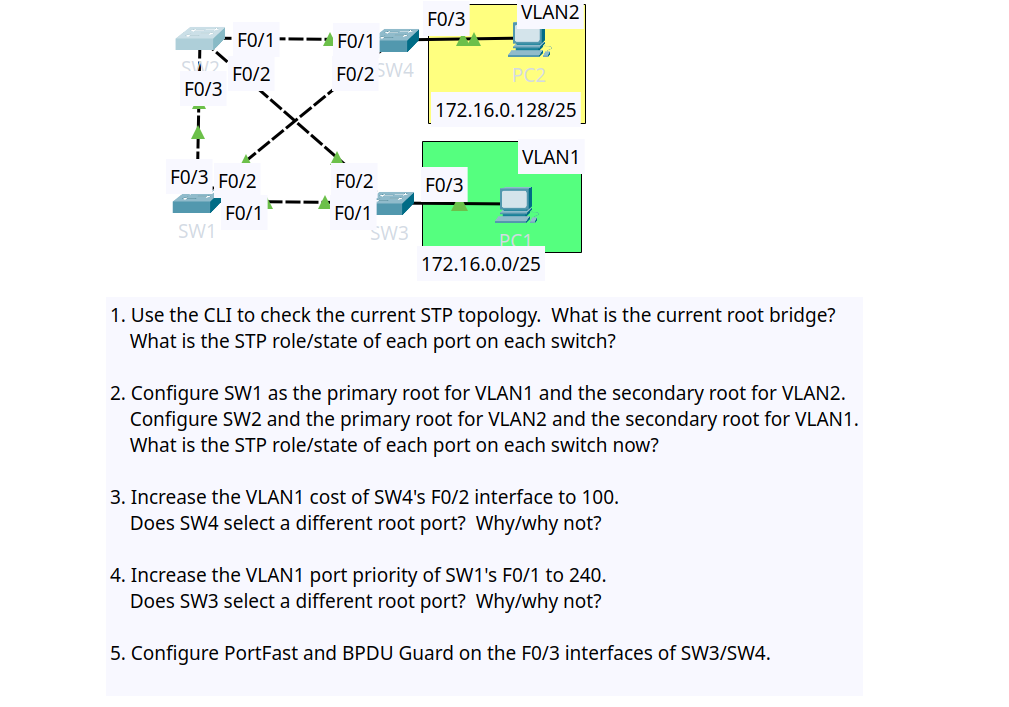 F0/3
VLAN2
F0/1
F0/1
SW2
F0/2
F0/2
SW4
PC2
F0/3
172.16.0.128/25
VLAN1
F0/3
F0/2
F0/2
F0/3
F0/1
F0/1
SW1
SW3
PC1
172.16.0.0/25
1. Use the CLI to check the current STP topology.  What is the current root bridge?
What is the STP role/state of each port on each switch?
2. Configure SW1 as the primary root for VLAN1 and the secondary root for VLAN2.
Configure SW2 and the primary root for VLAN2 and the secondary root for VLAN1.
What is the STP role/state of each port on each switch now?
3. Increase the VLAN1 cost of SW4's F0/2 interface to 100.
Does SW4 select a different root port?  Why/why not?
4. Increase the VLAN1 port priority of SW1's F0/1 to 240.
Does SW3 select a different root port?  Why/why not?
5. Configure PortFast and BPDU Guard on the F0/3 interfaces of SW3/SW4.